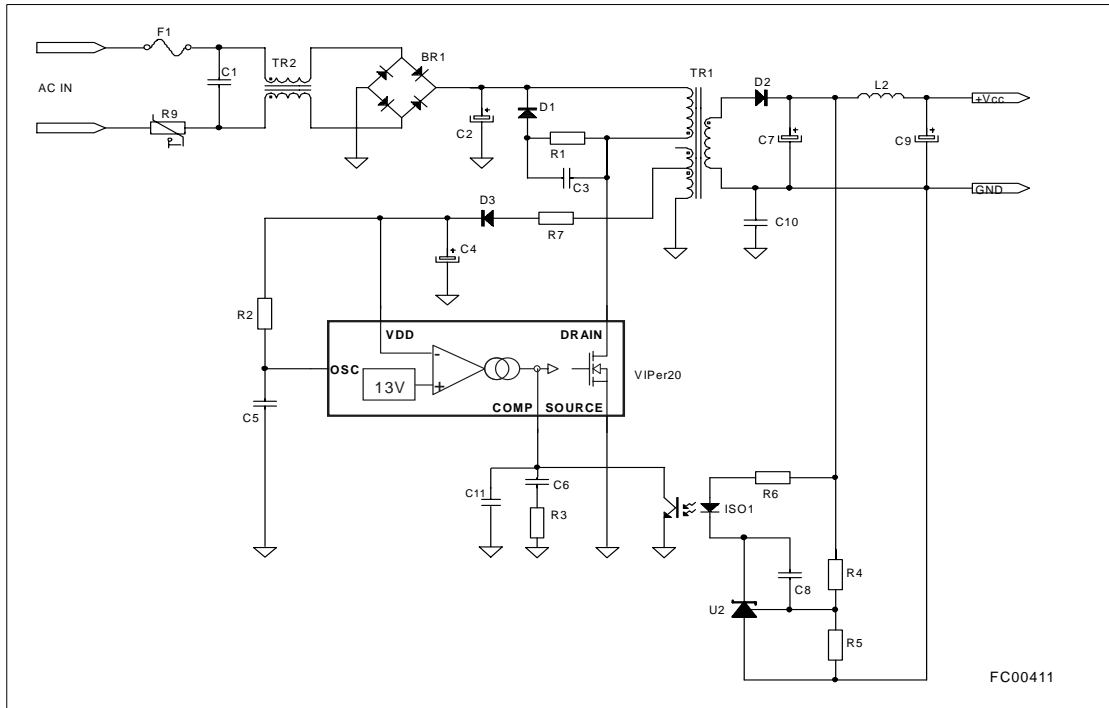 F1
AC IN
C1
TR2
BR1
R9
T
C2
+
D1
R1
C3
TR1
D2
L2
+Vcc
C7
+
C9
+
GND
C10
D3
R7
C4
+
R2
VDD
DRAIN
OSC
13V
-
+
VIPer20
COMP SOURCE
C5
C11
C6
R3
R6
ISO1
C8
R4
U2
R5
FC00411